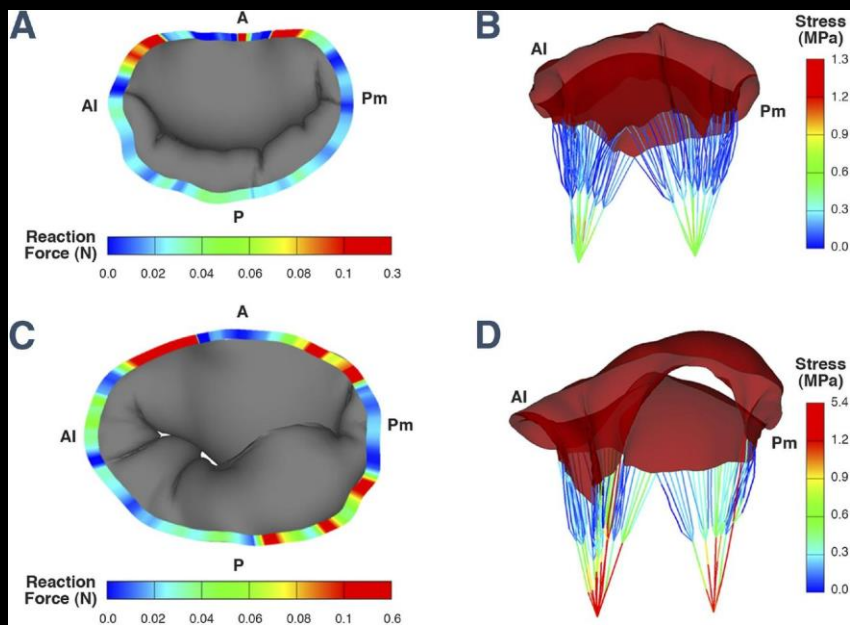 A
A
Al
Pm
P
Reaction
Force (N)
0.0 0.02 0.04 0.06 0.08 0.1 0.3
B
Al
Pm
Stress
(MPa)
1.3
1.2
0.9
0.6
0.3
0.0
C
A
Al
Pm
P
Reaction
Force (N)
0.0 0.02 0.04 0.06 0.08 0.1 0.6
D
Al
Pm
Stress
(MPa)
5.4
1.2
0.9
0.6
0.3
0.0